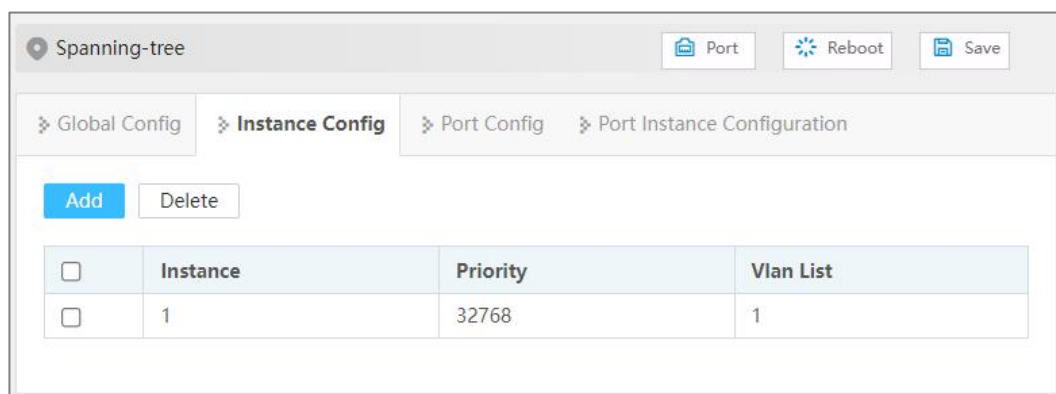 Spanning-tree Port Reboot Save
Global Config Instance Config Port Config Port Instance Configuration
Add Delete
Instance Priority Vlan List
1 32768 1